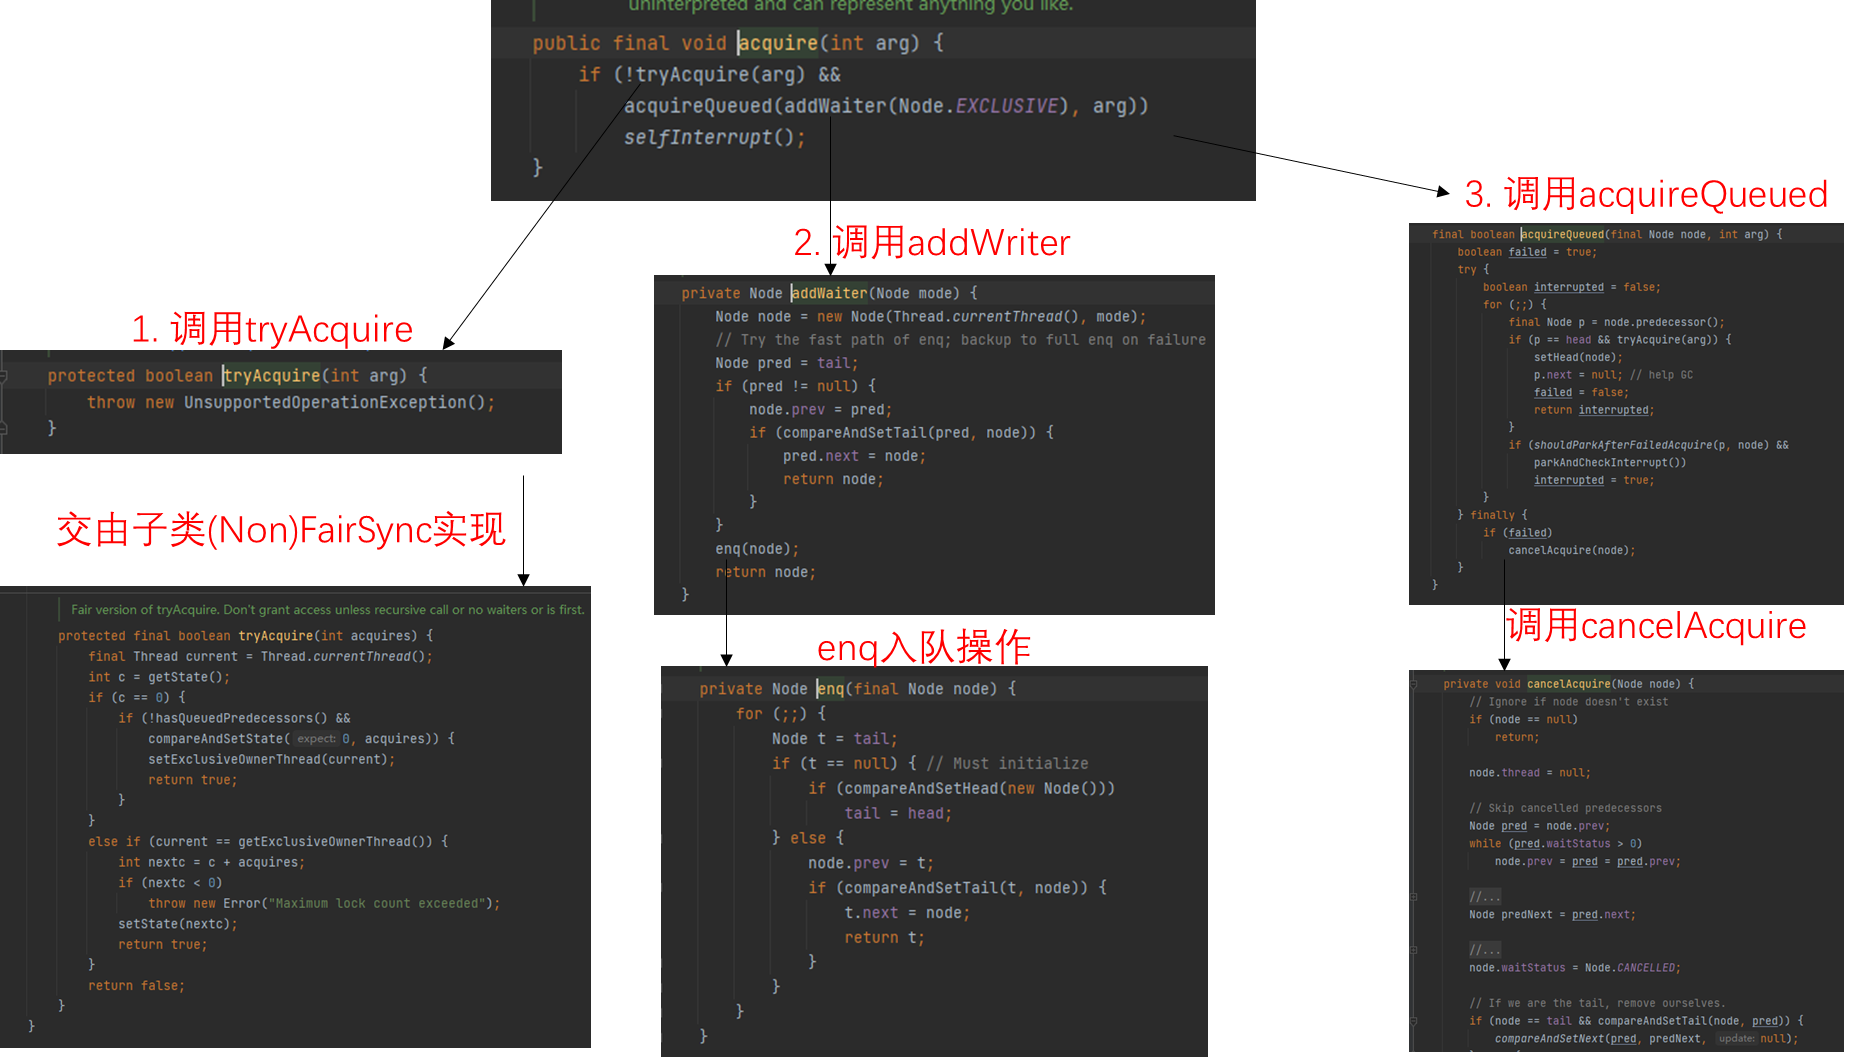 uninterpreted and can represent anything you like.
public final void acquire(int arg) {
if (!tryAcquire(arg) &&
acquireQueued(addWaiter(Node.EXCLUSIVE), arg))
selfInterrupt();
}
1. 调用tryAcquire
protected boolean tryAcquire(int arg) {
throw new UnsupportedOperationException();
}
交由子类(Non)FairSync实现
Fair version of tryAcquire. Don't grant access unless recursive call or no waiters or is first.
protected final boolean tryAcquire(int acquires) {
final Thread current = Thread.currentThread();
int c = getState();
if (c == 0) {
if (!hasQueuedPredecessors() &&
compareAndSetState( expect: 0, acquires)) {
setExclusiveOwnerThread(current);
return true;
}
}
else if (current == getExclusiveOwnerThread()) {
int nextc = c + acquires;
if (nextc < 0)
throw new Error("Maximum lock count exceeded");
setState(nextc);
return true;
}
return false;
}
}
2. 调用addWriter
private Node addWaiter(Node mode) {
Node node = new Node(Thread.currentThread(), mode);
// Try the fast path of enq; backup to full enq on failure
Node pred = tail;
if (pred != null) {
node.prev = pred;
if (compareAndSetTail(pred, node)) {
pred.next = node;
return node;
}
}
enq(node);
return node;
}
enq入队操作
private Node enq(final Node node) {
for (;;) {
Node t = tail;
if (t == null) { // Must initialize
if (compareAndSetHead(new Node()))
tail = head;
} else {
node.prev = t;
if (compareAndSetTail(t, node)) {
t.next = node;
return t;
}
}
}
}
3. 调用acquireQueued
final boolean acquireQueued(final Node node, int arg) {
boolean failed = true;
try {
boolean interrupted = false;
for (;;) {
final Node p = node.predecessor();
if (p == head && tryAcquire(arg)) {
setHead(node);
p.next = null; // help GC
failed = false;
return interrupted;
}
if (shouldParkAfterFailedAcquire(p, node) &&
parkAndCheckInterrupt())
interrupted = true;
}
} finally {
if (failed)
cancelAcquire(node);
}
}
调用cancelAcquire
private void cancelAcquire(Node node) {
// Ignore if node doesn't exist
if (node == null)
return;
node.thread = null;
// Skip cancelled predecessors
Node pred = node.prev;
while (pred.waitStatus > 0)
node.prev = pred = pred.prev;
//...
Node predNext = pred.next;
//...
node.waitStatus = Node.CANCELLED;
// If we are the tail, remove ourselves.
if (node == tail && compareAndSetTail(node, pred)) {
compareAndSetNext(pred, predNext, update: null);